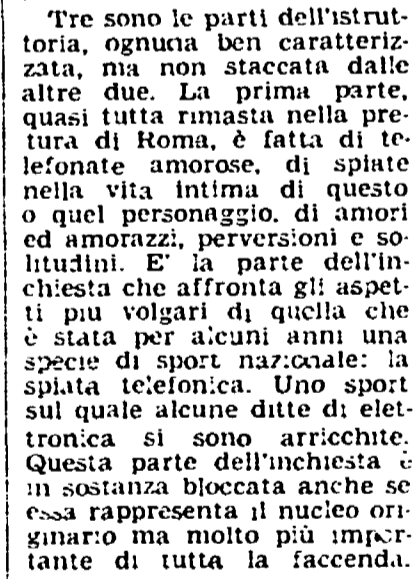 Tre sono le parti dell'istrut-
toria, ognuna ben caratteriz-
zata, ma non staccata dalle
altre due. La prima parte,
quasi tutta rimasta nella pre-
tura di Roma, è fatta di te-
lefonate amorose, di spiate
nella vita intima di questo
o quel personaggio, di amori
ed amorazzi, perversioni e so-
litudini. E' la parte dell'in-
chiesta che affronta gli aspet-
ti più volgari di quella che
è stata per alcuni anni una
specie di sport nazionale: la
spiata telefonica. Uno sport
sul quale alcune ditte di elet-
tronica si sono arricchite.
Questa parte dell'inchiesta è
in sostanza bloccata anche se
essa rappresenta il nucleo ori-
ginario ma molto più impor-
tante di tutta la faccenda.